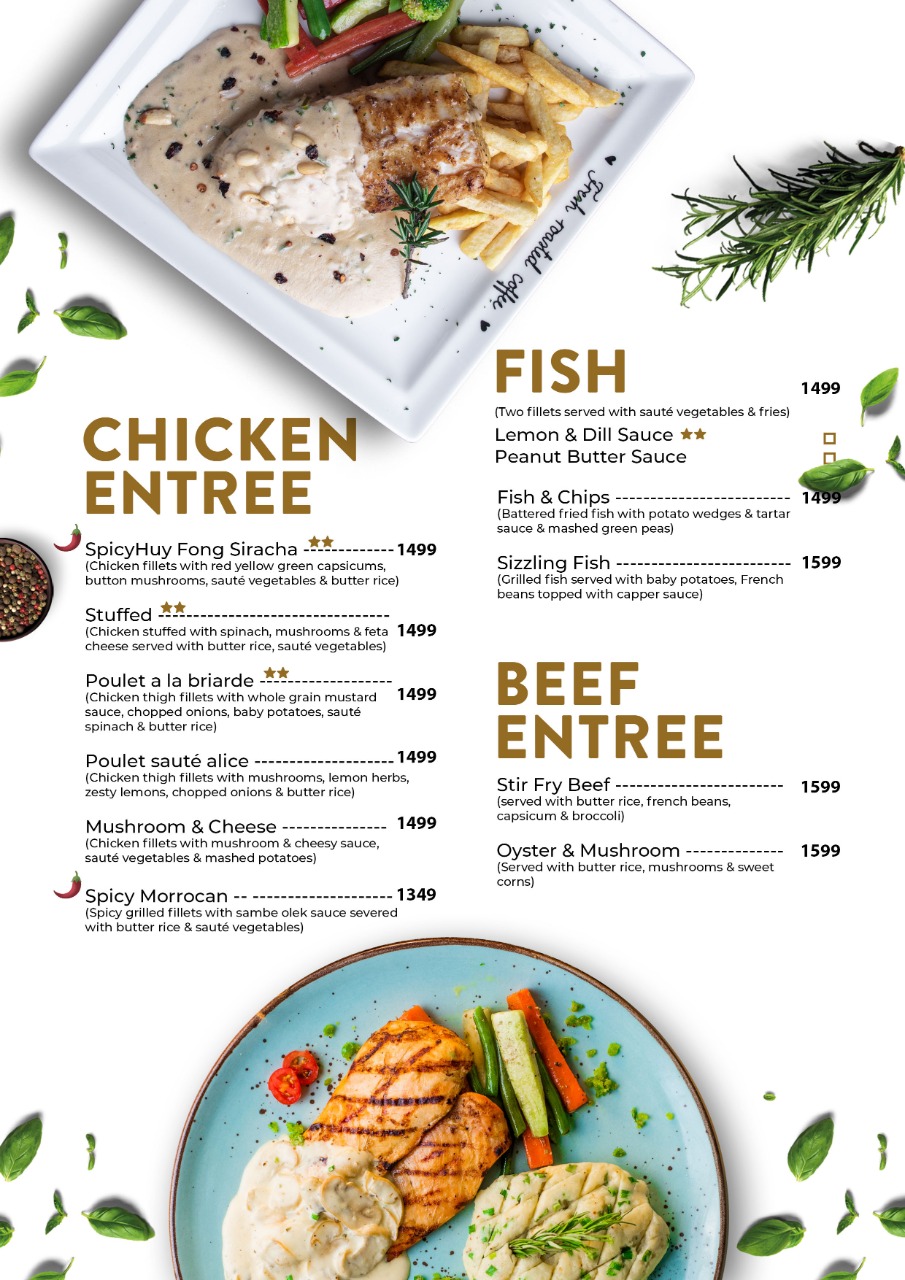 Fresh roasted coffee
CHICKEN
ENTREE
SpicyHuy Fong Siracha ------------- 1499
(Chicken fillets with red yellow green capsicums,
button mushrooms, sauté vegetables & butter rice)
Stuffed ---------------------------------
(Chicken stuffed with spinach, mushrooms & feta 1499
cheese served with butter rice, sauté vegetables)
Poulet a la briarde -------------------
(Chicken thigh fillets with whole grain mustard 1499
sauce, chopped onions, baby potatoes, sauté
spinach & butter rice)
Poulet sauté alice -------------------- 1499
(Chicken thigh fillets with mushrooms, lemon herbs,
zesty lemons, chopped onions & butter rice)
Mushroom & Cheese --------------- 1499
(Chicken fillets with mushroom & cheesy sauce,
sauté vegetables & mashed potatoes)
Spicy Morrocan -- -------------------- 1349
(Spicy grilled fillets with sambe olek sauce severed
with butter rice & sauté vegetables)
FISH
1499
(Two fillets served with sauté vegetables & fries)
Lemon & Dill Sauce
Peanut Butter Sauce
Fish & Chips ------------------------- 1499
(Battered fried fish with potato wedges & tartar
sauce & mashed green peas)
Sizzling Fish ------------------------- 1599
(Grilled fish served with baby potatoes, French
beans topped with capper sauce)
BEEF
ENTREE
Stir Fry Beef ------------------------ 1599
(served with butter rice, french beans,
capsicum & broccoli)
Oyster & Mushroom -------------- 1599
(Served with butter rice, mushrooms & sweet
corns)